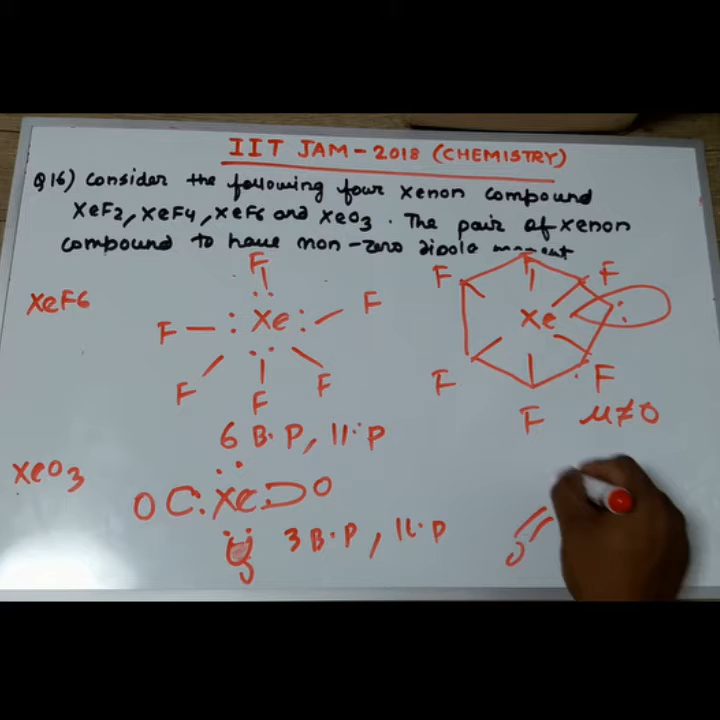 IIT JAM-2018 (CHEMISTRY)
Q16) Consider the following four xenon compound
XeF2, XeF4, XeF6 and XeO3. The pair of xenon
compound to have non-zero dipole moment
XeF6
F
F Xe F
F F F
6 B.P, 1 l.P
F F F
Xe
F F
F μ≠0
XeO3
O Xe O
O
3 B.P, 1 L.P
O